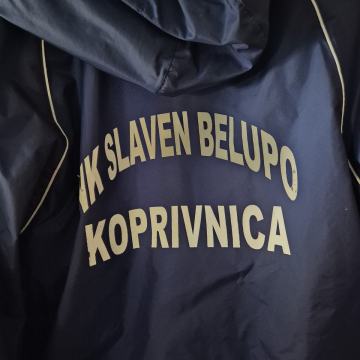 NK SLAVEN BELUPO
KOPRIVNICA